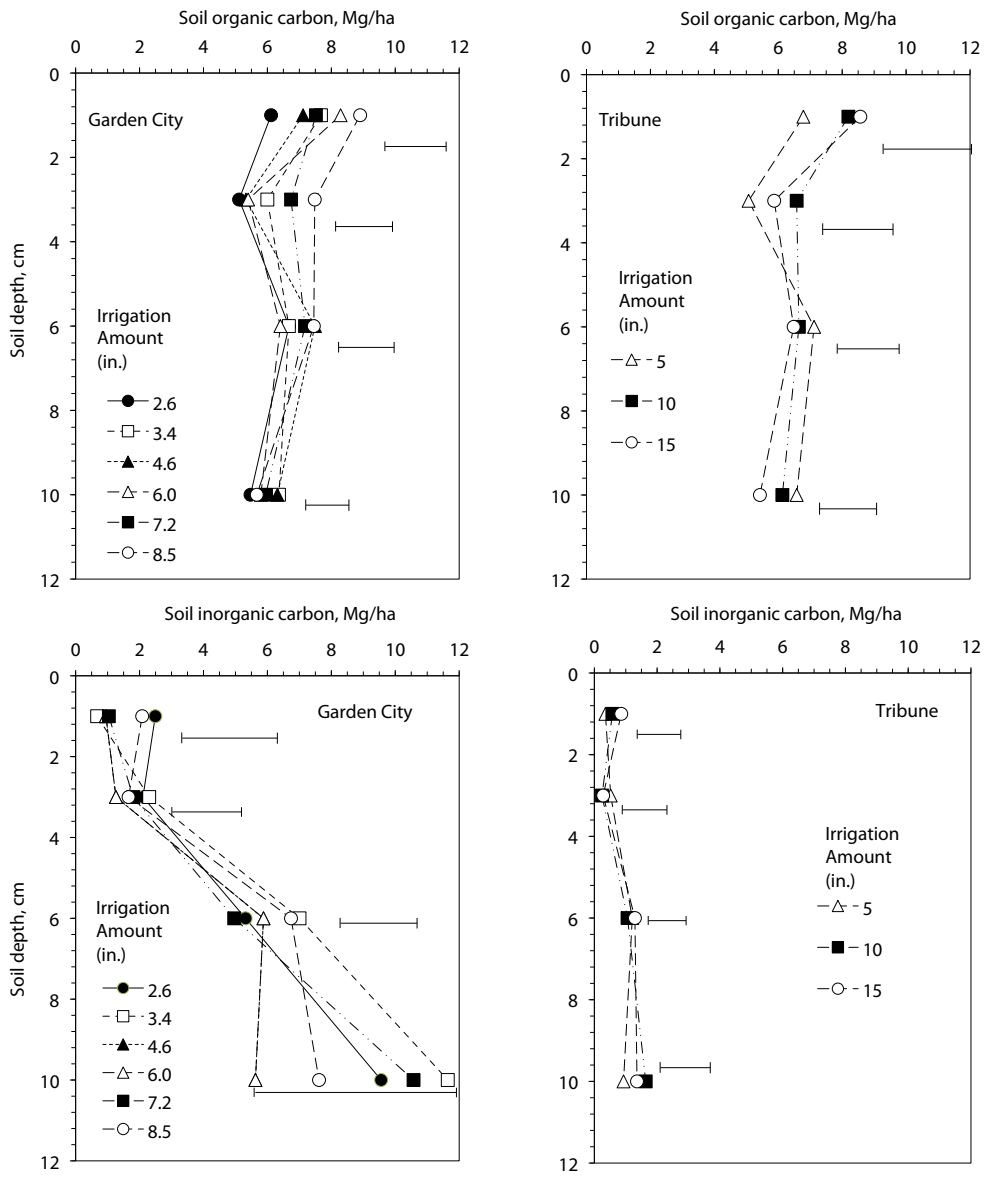 Soil organic carbon, Mg/ha
0 2 4 6 8 10 12
0
2
4
6
8
10
12
Soil depth, cm
Garden City
Irrigation
Amount
(in.)
2.6
3.4
4.6
6.0
7.2
8.5
Soil organic carbon, Mg/ha
0 2 4 6 8 10 12
0
2
4
6
8
10
12
Tribune
Irrigation
Amount
(in.)
5
10
15
Soil inorganic carbon, Mg/ha
0 2 4 6 8 10 12
0
2
4
6
8
10
12
Soil depth, cm
Garden City
Irrigation
Amount
(in.)
2.6
3.4
4.6
6.0
7.2
8.5
Soil inorganic carbon, Mg/ha
0 2 4 6 8 10 12
0
2
4
6
8
10
12
Tribune
Irrigation
Amount
(in.)
5
10
15